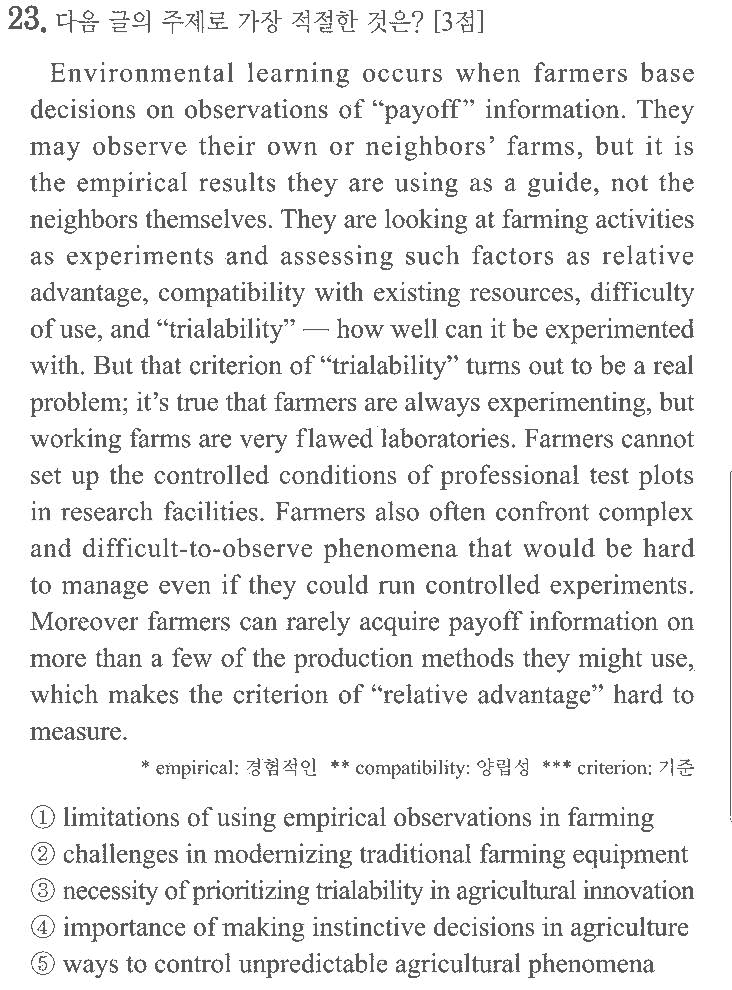 23. 다음 글의 주제로 가장 적절한 것은? [3점]
Environmental learning occurs when farmers base
decisions on observations of “payoff” information. They
may observe their own or neighbors’ farms, but it is
the empirical results they are using as a guide, not the
neighbors themselves. They are looking at farming activities
as experiments and assessing such factors as relative
advantage, compatibility with existing resources, difficulty
of use, and “trialability” — how well can it be experimented
with. But that criterion of “trialability” turns out to be a real
problem; it’s true that farmers are always experimenting, but
working farms are very flawed laboratories. Farmers cannot
set up the controlled conditions of professional test plots
in research facilities. Farmers also often confront complex
and difficult-to-observe phenomena that would be hard
to manage even if they could run controlled experiments.
Moreover farmers can rarely acquire payoff information on
more than a few of the production methods they might use,
which makes the criterion of “relative advantage” hard to
measure.
* empirical: 경험적인 ** compatibility: 양립성 *** criterion: 기준
① limitations of using empirical observations in farming
② challenges in modernizing traditional farming equipment
③ necessity of prioritizing trialability in agricultural innovation
④ importance of making instinctive decisions in agriculture
⑤ ways to control unpredictable agricultural phenomena